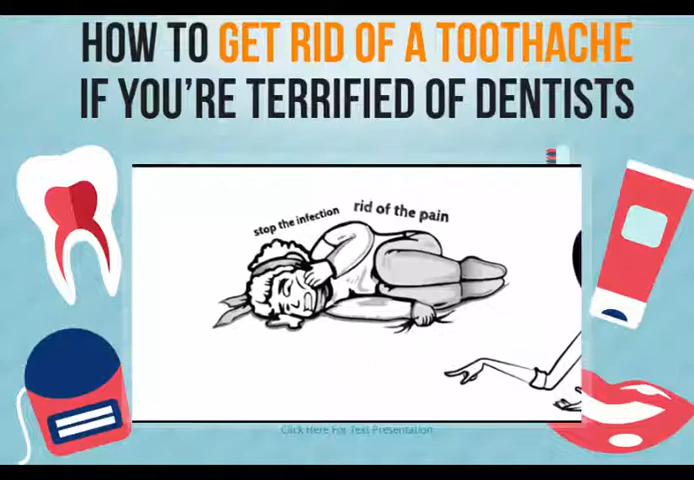 HOW TO GET RID OF A TOOTHACHE
IF YOU'RE TERRIFIED OF DENTISTS
stop the infection
rid of the pain
Click Here For Text Presentation